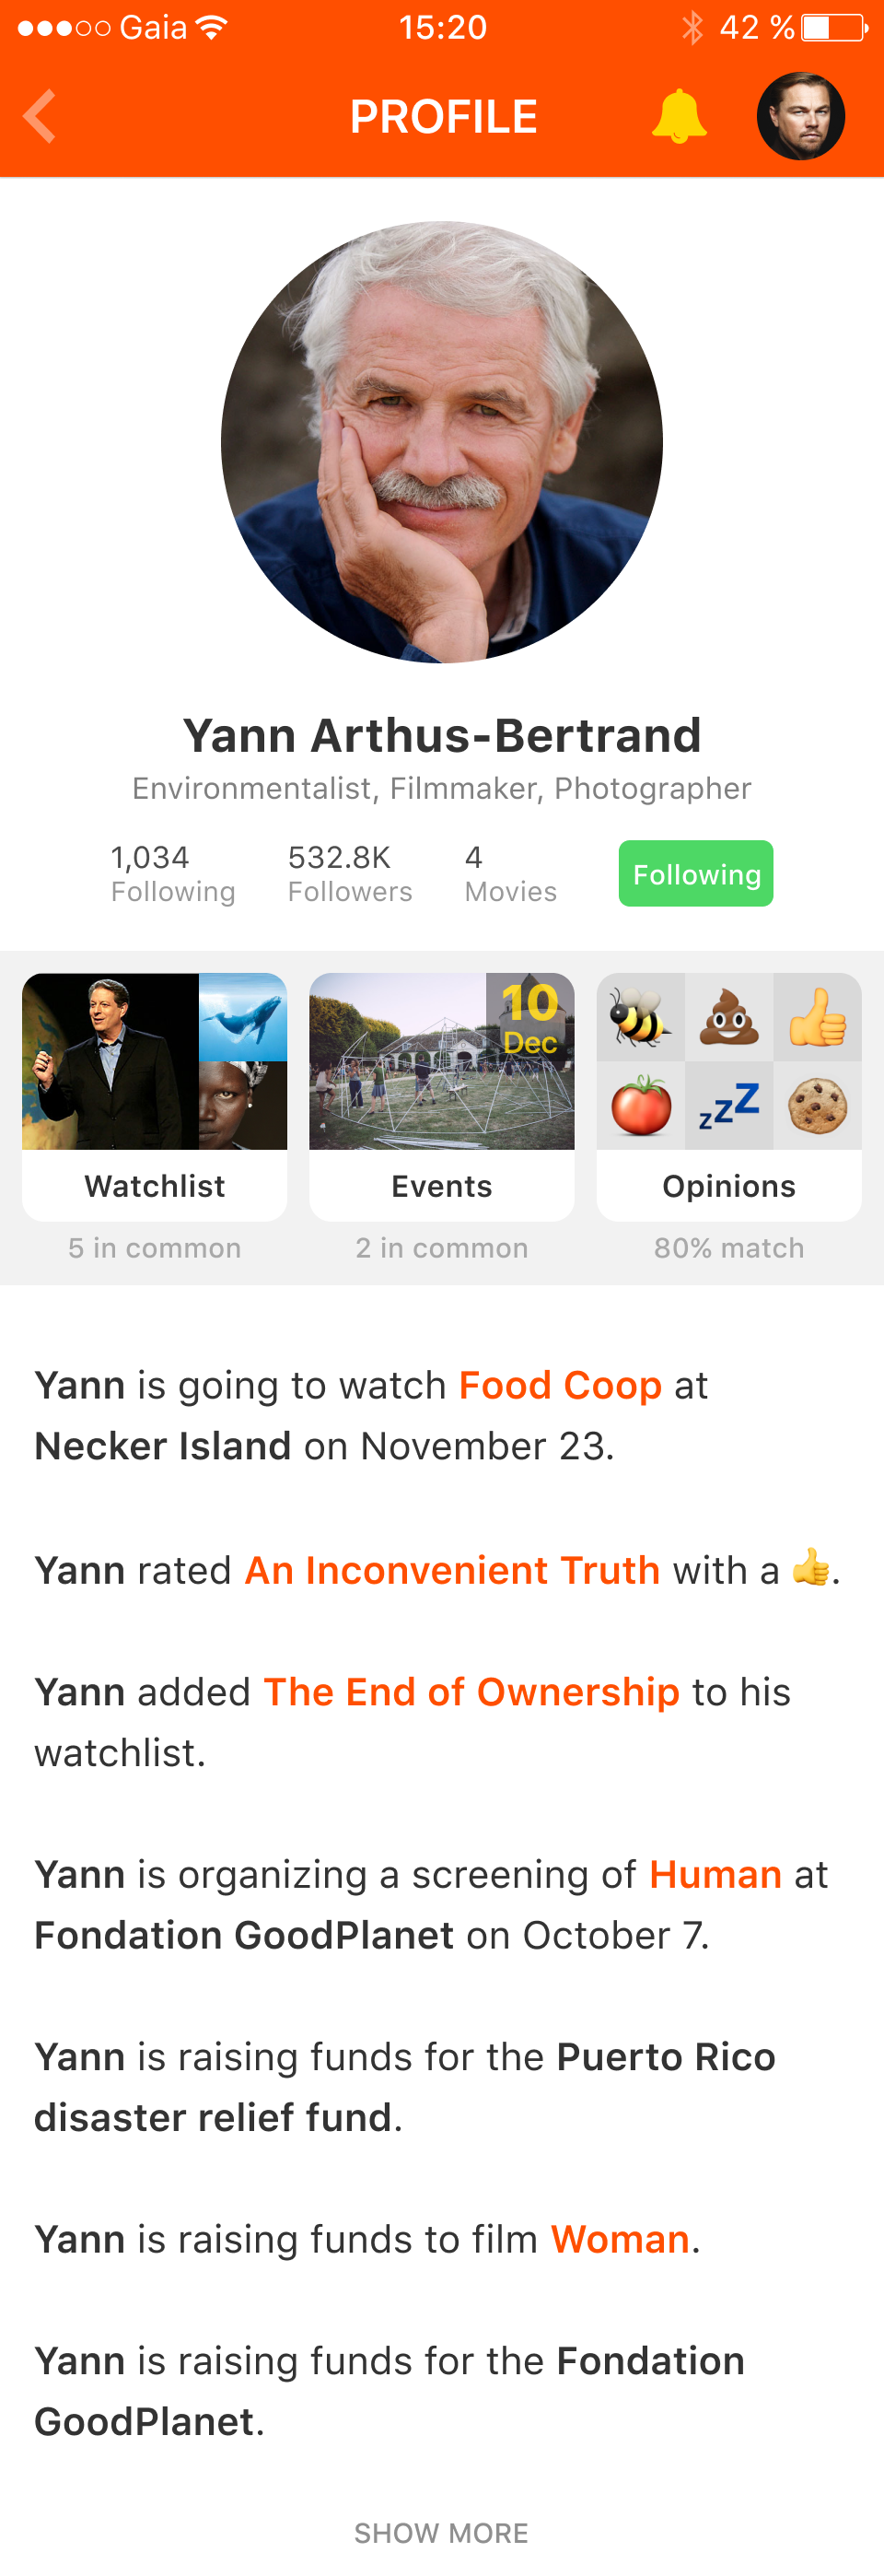 Gaia 15:20 42 %
PROFILE
Yann Arthus-Bertrand
Environmentalist, Filmmaker, Photographer
1,034 532.8K 4
Following Followers Movies Following
10
Dec
zzZ
Watchlist Events Opinions
5 in common 2 in common 80% match
Yann is going to watch Food Coop at
Necker Island on November 23.
Yann rated An Inconvenient Truth with a 👍.
Yann added The End of Ownership to his
watchlist.
Yann is organizing a screening of Human at
Fondation GoodPlanet on October 7.
Yann is raising funds for the Puerto Rico
disaster relief fund.
Yann is raising funds to film Woman.
Yann is raising funds for the Fondation
GoodPlanet.
SHOW MORE